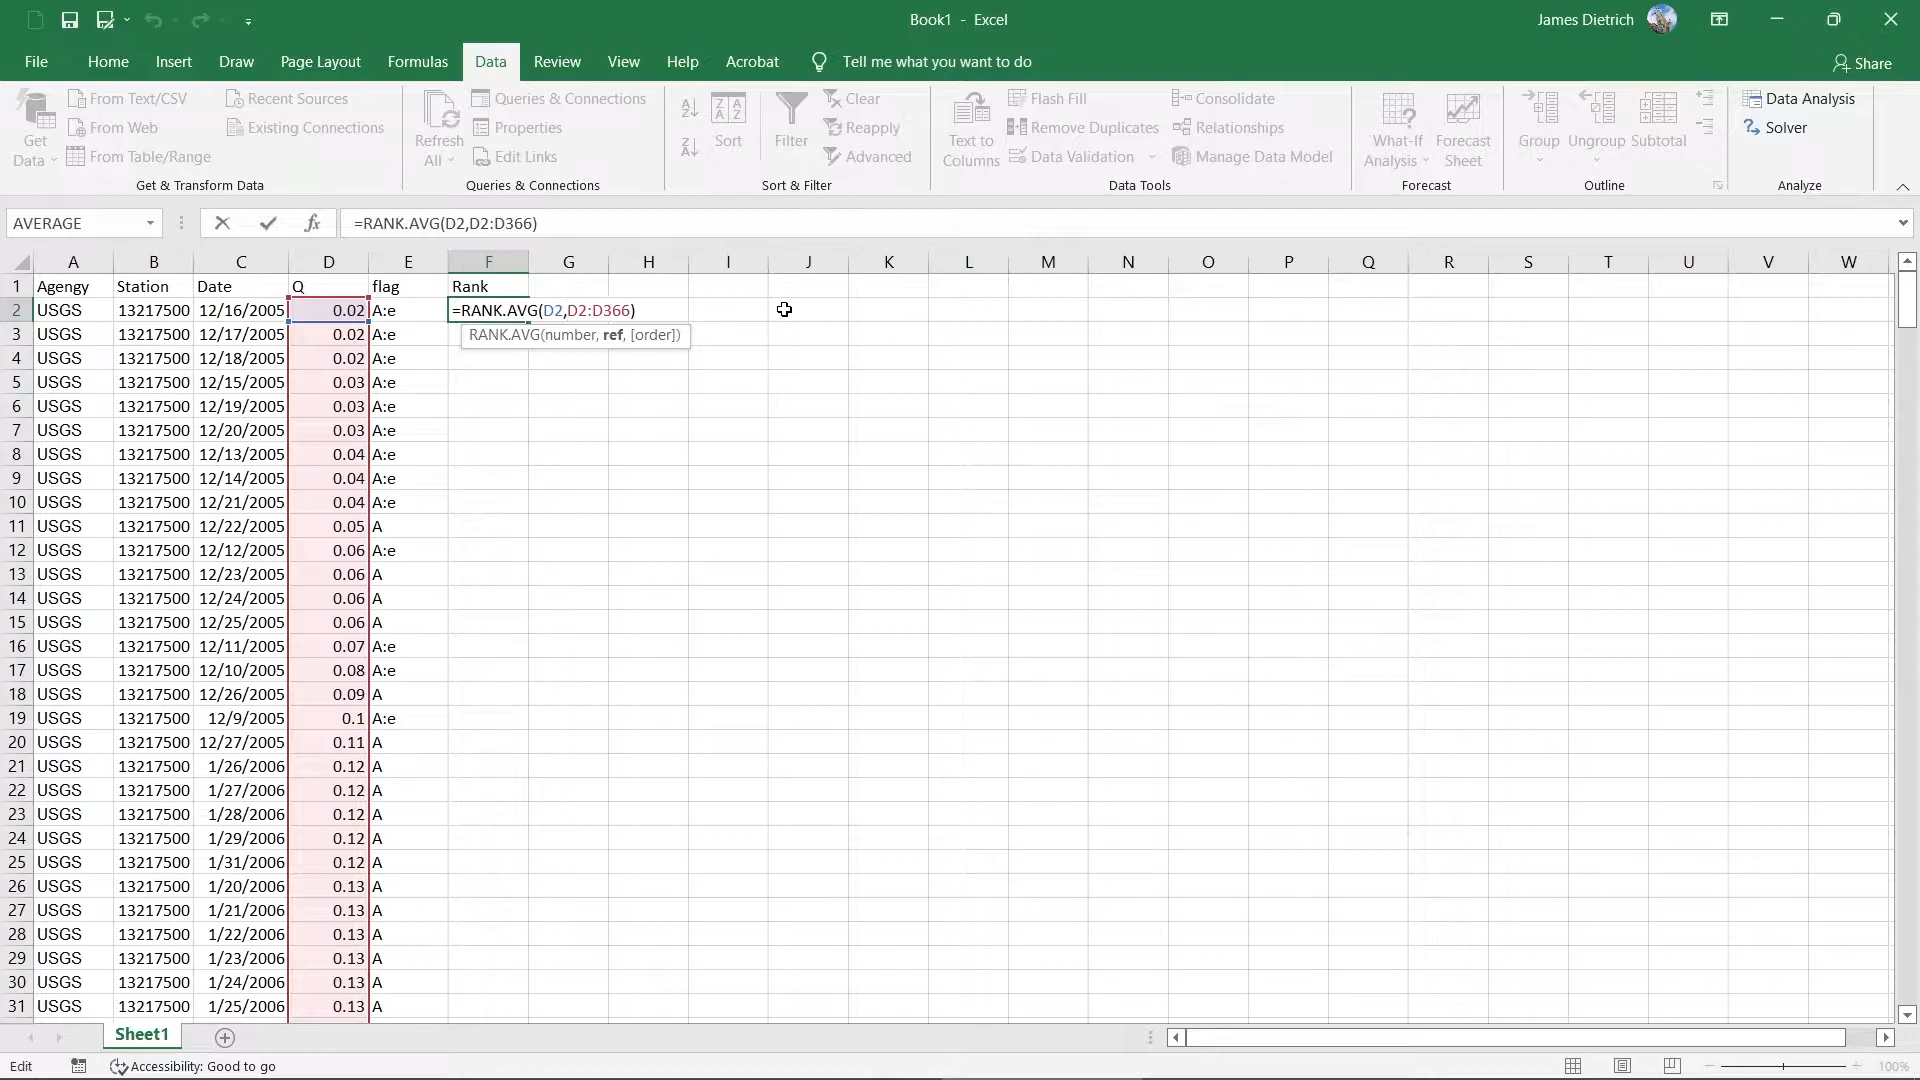 Book1 - Excel
James Dietrich
File Home Insert Draw Page Layout Formulas Data Review View Help Acrobat Tell me what you want to do Share
Get Data
From Text/CSV
From Web
From Table/Range
Recent Sources
Existing Connections
Get & Transform Data
Refresh All
Queries & Connections
Properties
Edit Links
Queries & Connections
Sort
Filter
Clear
Reapply
Advanced
Sort & Filter
Text to Columns
Flash Fill
Remove Duplicates
Data Validation
Consolidate
Relationships
Manage Data Model
Data Tools
What-If Analysis
Forecast Sheet
Forecast
Group
Ungroup
Subtotal
Outline
Data Analysis
Solver
Analyze
AVERAGE fx =RANK.AVG(D2,D2:D366)
A B C D E F G H I J K L M N O P Q R S T U V W
1 Agengy Station Date Q flag Rank
2 USGS 13217500 12/16/2005 0.02 A:e =RANK.AVG(D2,D2:D366)
3 USGS 13217500 12/17/2005 0.02 A:e RANK.AVG(number, ref, [order])
4 USGS 13217500 12/18/2005 0.02 A:e
5 USGS 13217500 12/15/2005 0.03 A:e
6 USGS 13217500 12/19/2005 0.03 A:e
7 USGS 13217500 12/20/2005 0.03 A:e
8 USGS 13217500 12/13/2005 0.04 A:e
9 USGS 13217500 12/14/2005 0.04 A:e
10 USGS 13217500 12/21/2005 0.04 A:e
11 USGS 13217500 12/22/2005 0.05 A
12 USGS 13217500 12/12/2005 0.06 A:e
13 USGS 13217500 12/23/2005 0.06 A
14 USGS 13217500 12/24/2005 0.06 A
15 USGS 13217500 12/25/2005 0.06 A
16 USGS 13217500 12/11/2005 0.07 A:e
17 USGS 13217500 12/10/2005 0.08 A:e
18 USGS 13217500 12/26/2005 0.09 A
19 USGS 13217500 12/9/2005 0.1 A:e
20 USGS 13217500 12/27/2005 0.11 A
21 USGS 13217500 1/26/2006 0.12 A
22 USGS 13217500 1/27/2006 0.12 A
23 USGS 13217500 1/28/2006 0.12 A
24 USGS 13217500 1/29/2006 0.12 A
25 USGS 13217500 1/31/2006 0.12 A
26 USGS 13217500 1/20/2006 0.13 A
27 USGS 13217500 1/21/2006 0.13 A
28 USGS 13217500 1/22/2006 0.13 A
29 USGS 13217500 1/23/2006 0.13 A
30 USGS 13217500 1/24/2006 0.13 A
31 USGS 13217500 1/25/2006 0.13 A
Sheet1
Edit Accessibility: Good to go 100%